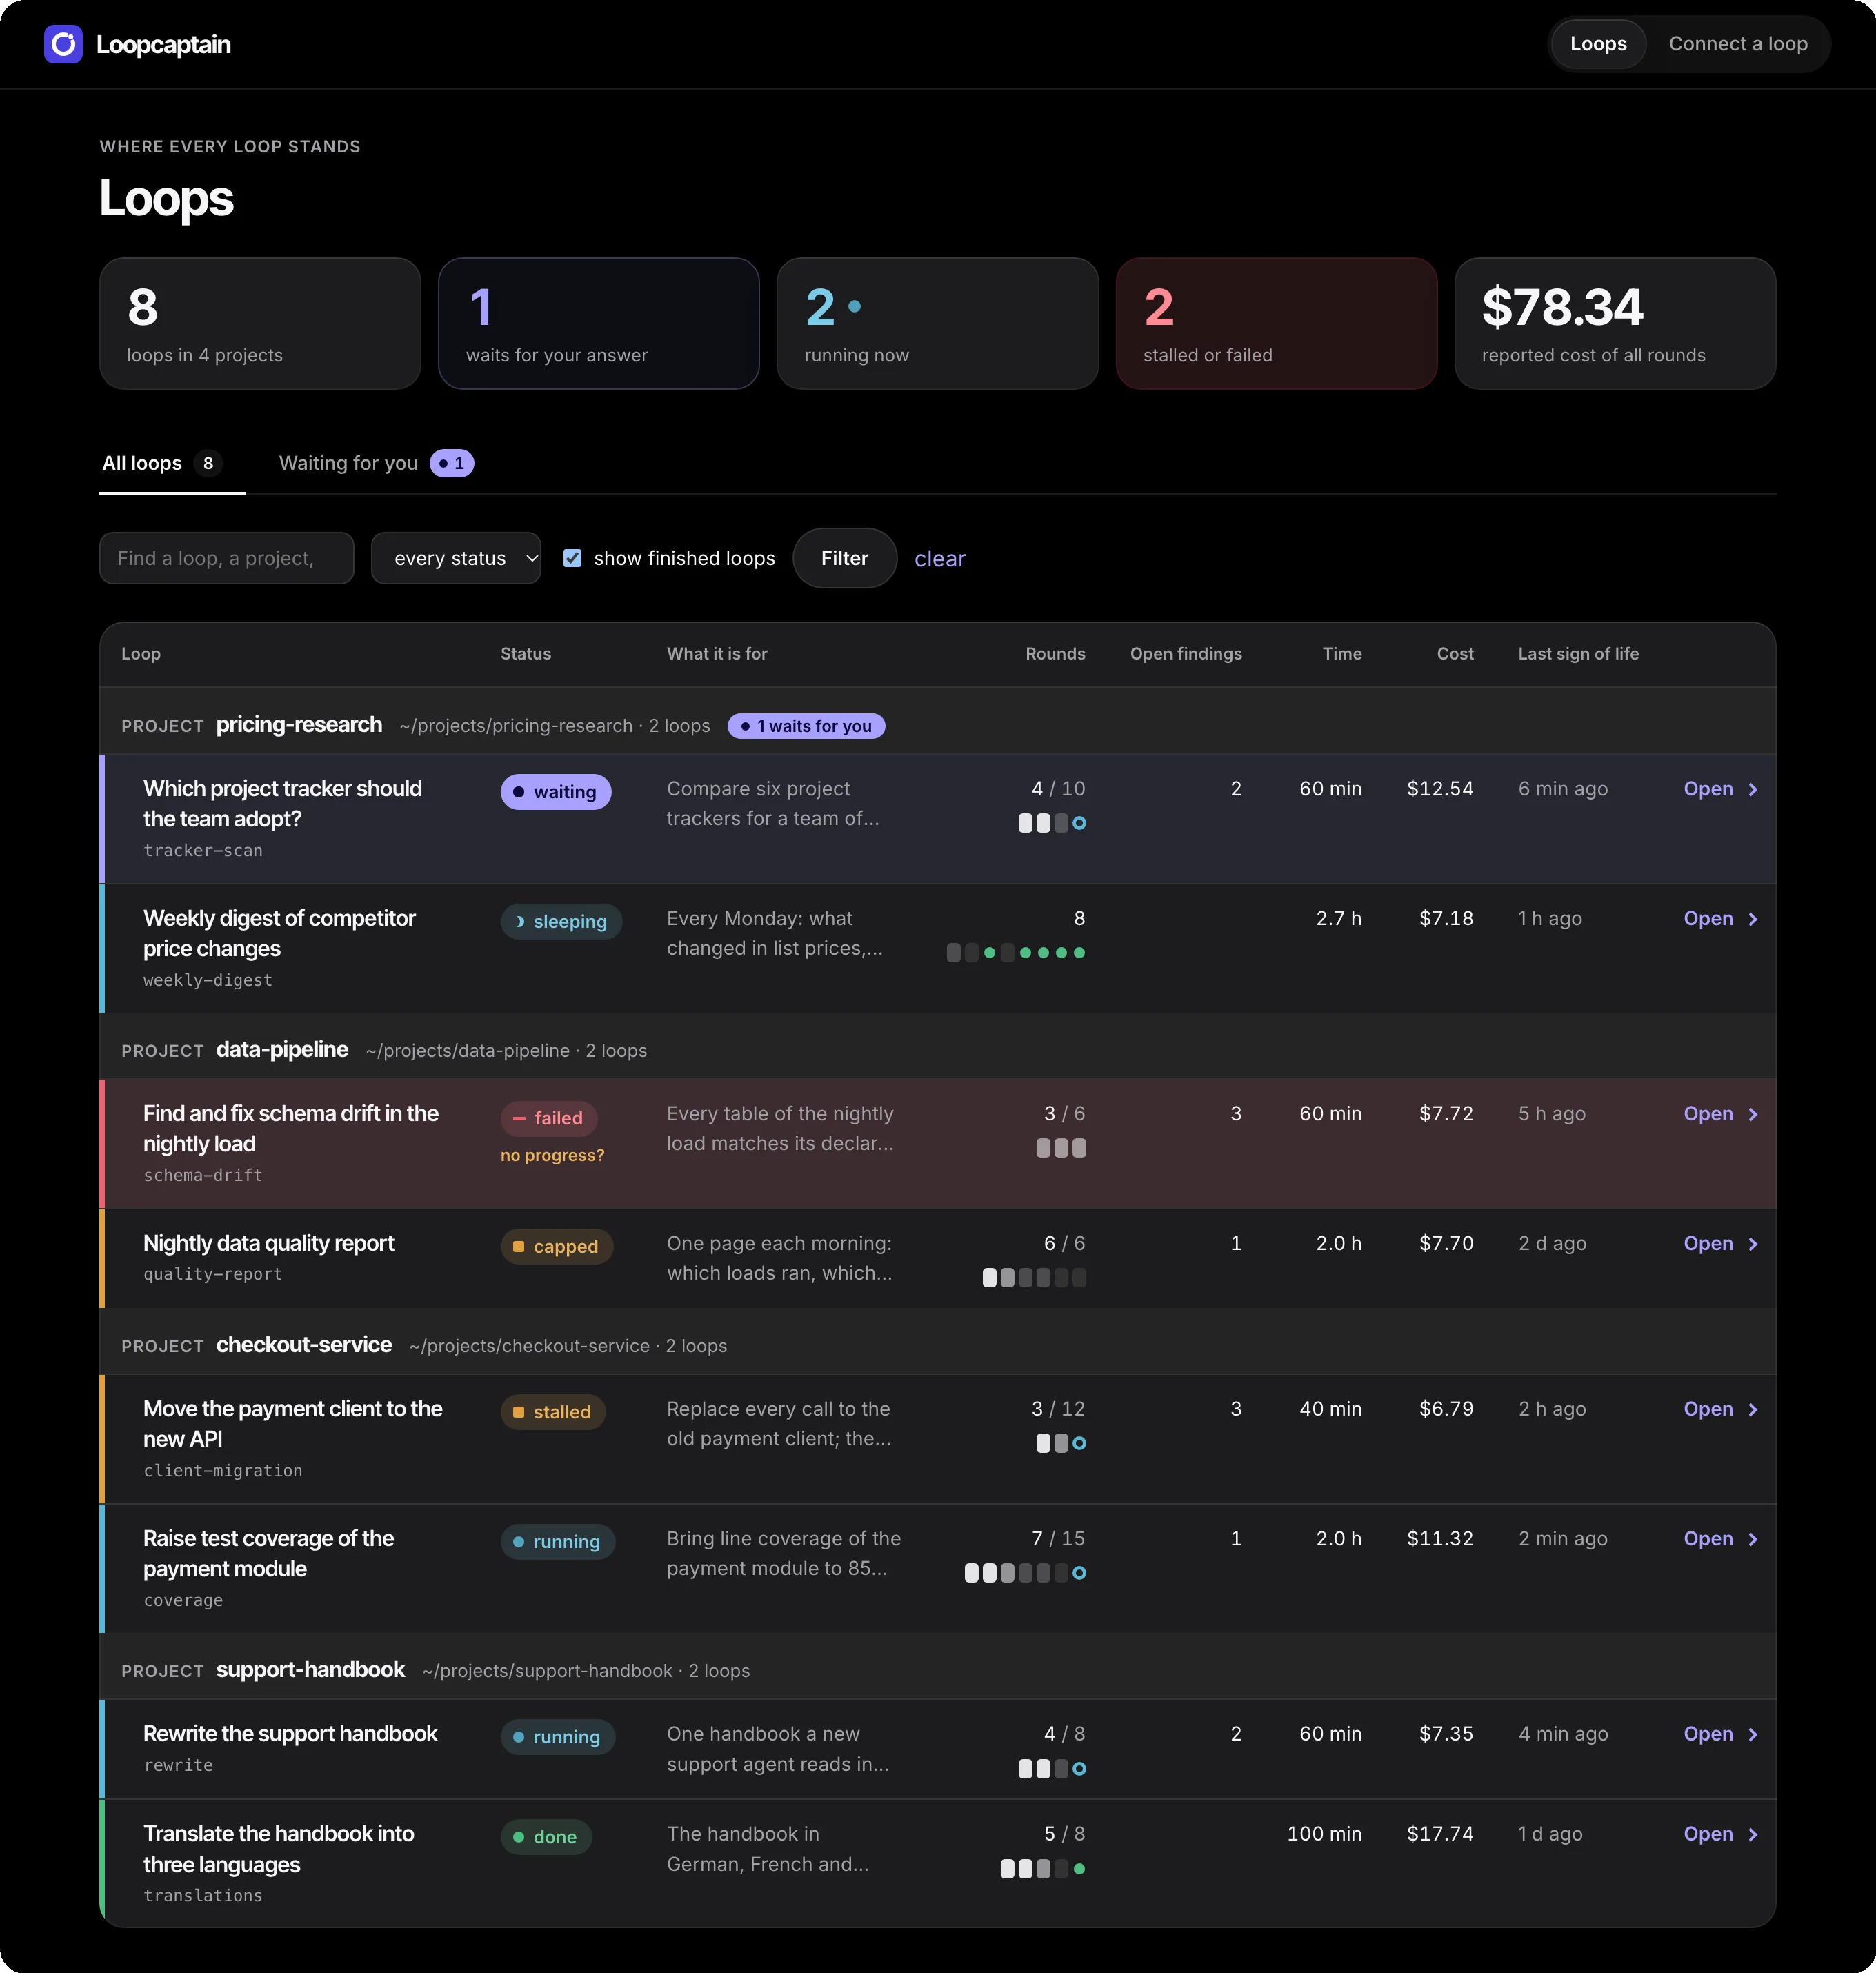 Loopcaptain
Loops
Connect a loop
WHERE EVERY LOOP STANDS
Loops
8
loops in 4 projects
1
waits for your answer
2
running now
2
stalled or failed
$78.34
reported cost of all rounds
All loops 8
Waiting for you 1
Find a loop, a project,
every status
show finished loops
Filter
clear
Loop Status What it is for Rounds Open findings Time Cost Last sign of life
PROJECT pricing-research ~/projects/pricing-research · 2 loops 1 waits for you
Which project tracker should
the team adopt?
tracker-scan
waiting
Compare six project
trackers for a team of...
4 / 10
2
60 min
$12.54
6 min ago
Open
Weekly digest of competitor
price changes
weekly-digest
sleeping
Every Monday: what
changed in list prices,...
8
2.7 h
$7.18
1 h ago
Open
PROJECT data-pipeline ~/projects/data-pipeline · 2 loops
Find and fix schema drift in the
nightly load
schema-drift
failed
no progress?
Every table of the nightly
load matches its declar...
3 / 6
3
60 min
$7.72
5 h ago
Open
Nightly data quality report
quality-report
capped
One page each morning:
which loads ran, which...
6 / 6
1
2.0 h
$7.70
2 d ago
Open
PROJECT checkout-service ~/projects/checkout-service · 2 loops
Move the payment client to the
new API
client-migration
stalled
Replace every call to the
old payment client; the...
3 / 12
3
40 min
$6.79
2 h ago
Open
Raise test coverage of the
payment module
coverage
running
Bring line coverage of the
payment module to 85...
7 / 15
1
2.0 h
$11.32
2 min ago
Open
PROJECT support-handbook ~/projects/support-handbook · 2 loops
Rewrite the support handbook
rewrite
running
One handbook a new
support agent reads in...
4 / 8
2
60 min
$7.35
4 min ago
Open
Translate the handbook into
three languages
translations
done
The handbook in
German, French and...
5 / 8
100 min
$17.74
1 d ago
Open